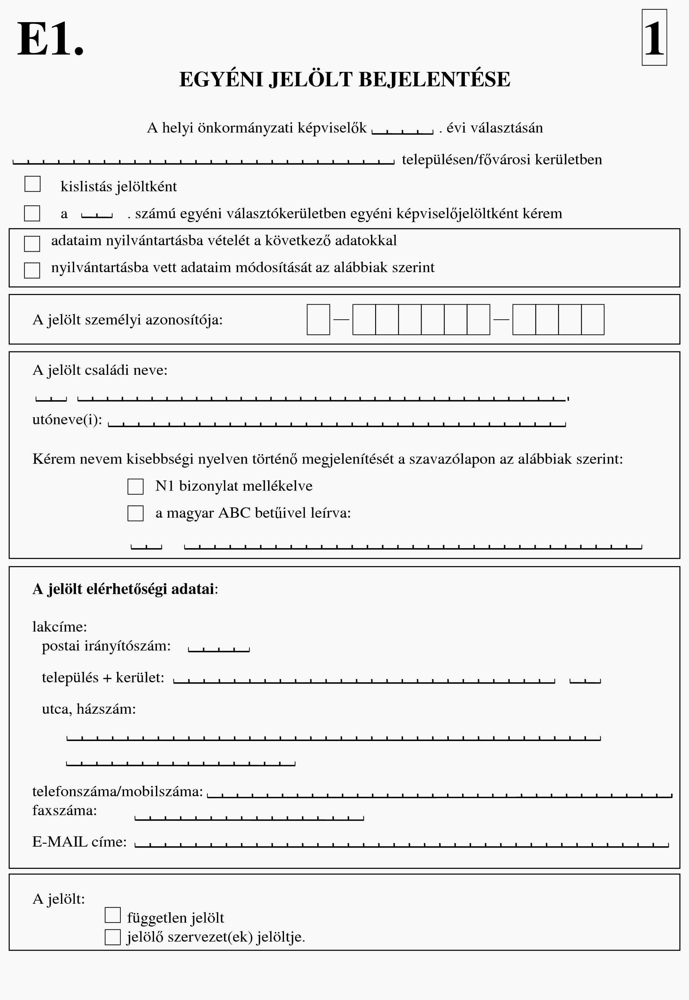 E1.
1
EGYÉNI JELÖLT BEJELENTÉSE
A helyi önkormányzati képviselők . évi választásán
településen/fővárosi kerületben
kislistás jelöltként
a . számú egyéni választókerületben egyéni képviselőjelöltként kérem
adataim nyilvántartásba vételét a következő adatokkal
nyilvántartásba vett adataim módosítását az alábbiak szerint
A jelölt személyi azonosítója: — —
A jelölt családi neve:
utóneve(i):
Kérem nevem kisebbségi nyelven történő megjelenítését a szavazólapon az alábbiak szerint:
N1 bizonylat mellékelve
a magyar ABC betűivel leírva:
A jelölt elérhetőségi adatai:
lakcíme:
postai irányítószám:
település + kerület:
utca, házszám:
telefonszáma/mobilszáma:
faxszáma:
E-MAIL címe:
A jelölt:
független jelölt
jelölő szervezet(ek) jelöltje.